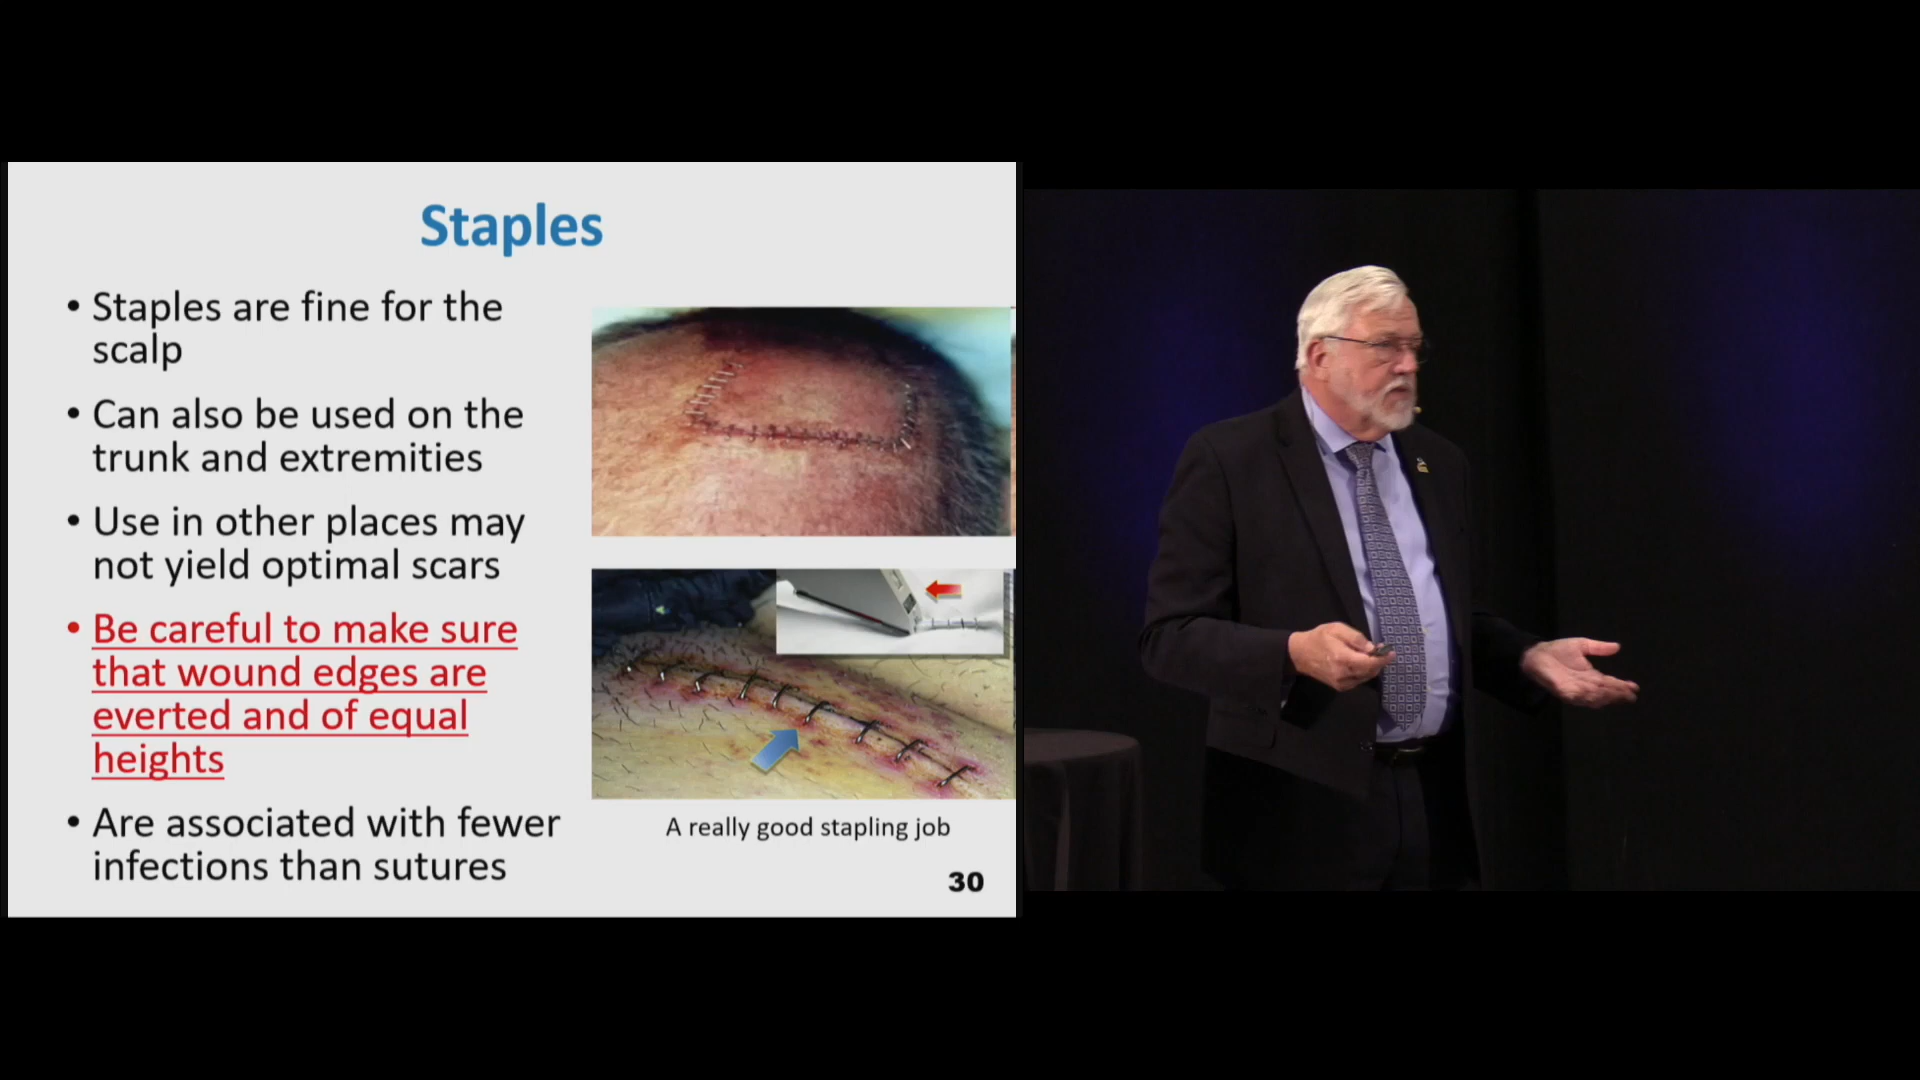 Staples
• Staples are fine for the
scalp
• Can also be used on the
trunk and extremities
• Use in other places may
not yield optimal scars
• Be careful to make sure
that wound edges are
everted and of equal
heights
• Are associated with fewer
infections than sutures
A really good stapling job
30